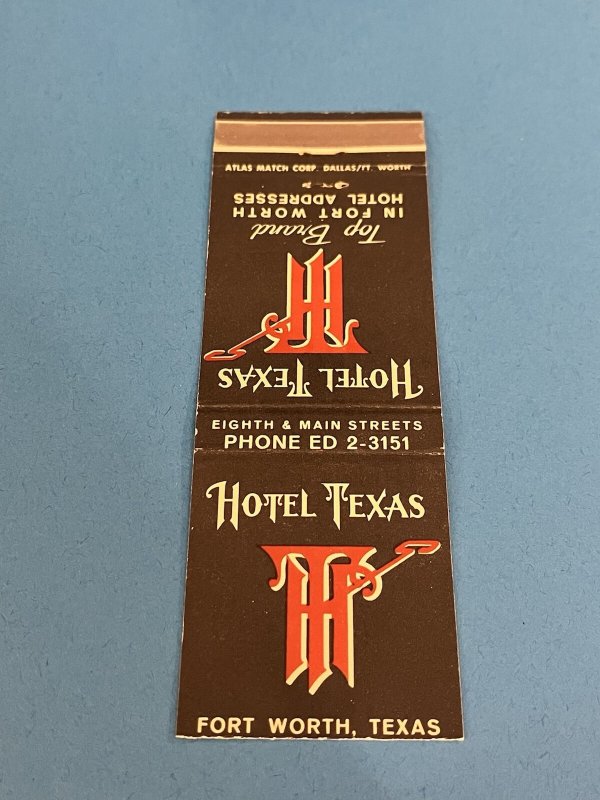 ATLAS MATCH CORP. DALLAS/FT. WORTH
Top Brand
IN FORT WORTH
HOTEL ADDRESSES
HOTEL TEXAS
EIGHTH & MAIN STREETS
PHONE ED 2-3151
HOTEL TEXAS
FORT WORTH, TEXAS